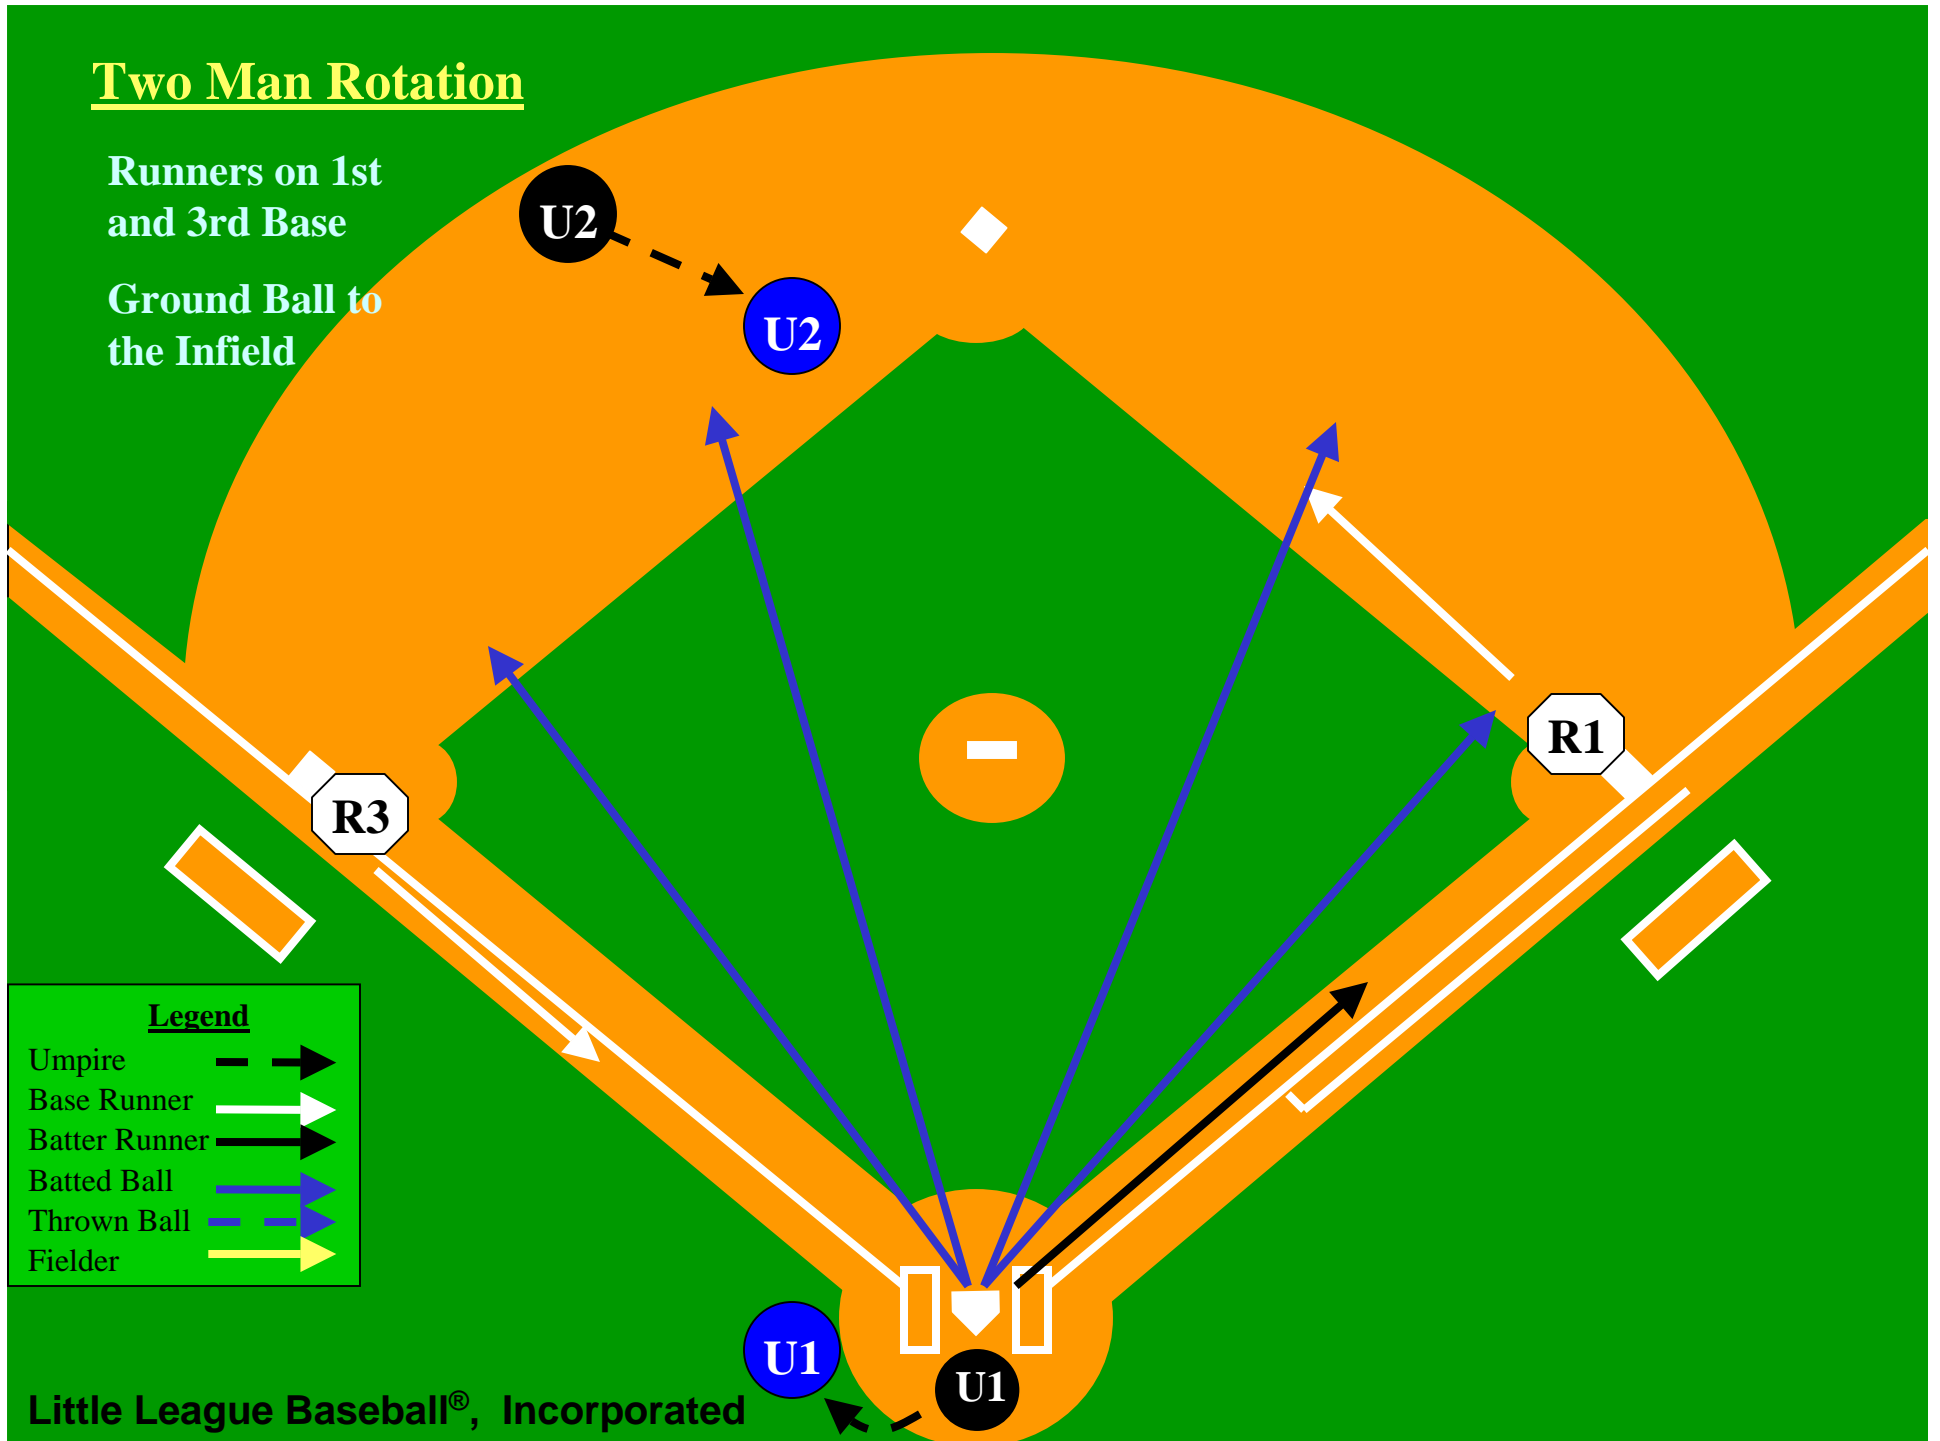 Two Man Rotation
Runners on 1st
and 3rd Base
Ground Ball to
the Infield
U2
U2
R1
R3
Legend
Umpire
Base Runner
Batter Runner
Batted Ball
Thrown Ball
Fielder
U1
U1
Little League Baseball®, Incorporated